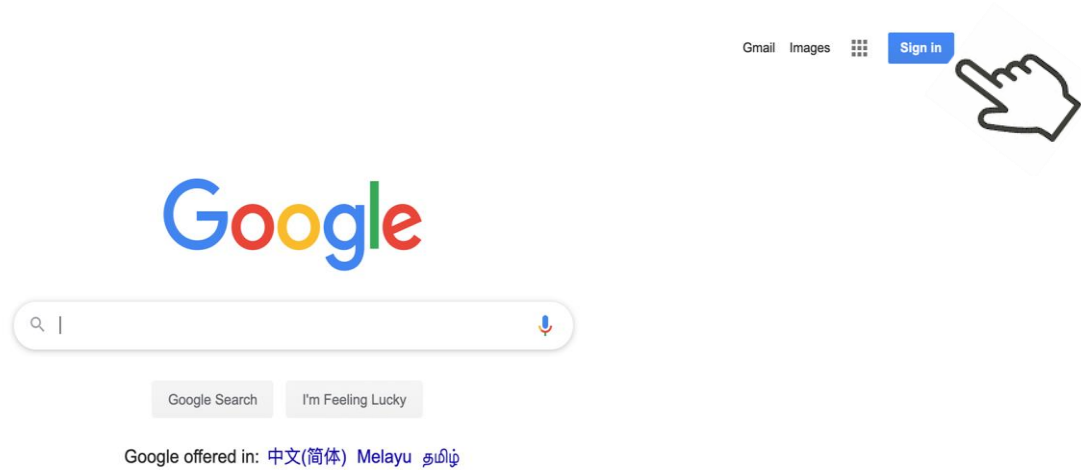 Gmail Images Sign in
Google
Google Search I'm Feeling Lucky
Google offered in: 中文(简体) Melayu தமிழ்